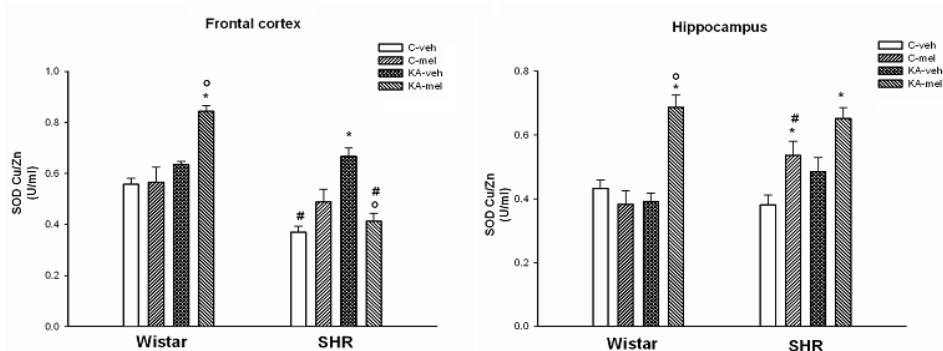 Frontal cortex
C-veh
C-mel
KA-veh
KA-mel
SOD Cu/Zn
(U/ml)
1.0
0.8
0.6
0.4
0.2
0.0
o
*
#
*
#
o
Wistar
SHR
Hippocampus
C-veh
C-mel
KA-veh
KA-mel
SOD Cu/Zn
(U/ml)
0.8
0.6
0.4
0.2
0.0
o
*
#
*
*
Wistar
SHR